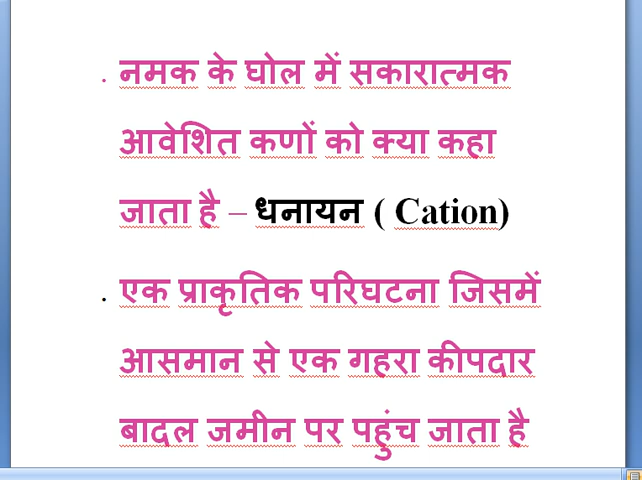 . नमक के घोल में सकारात्मक
आवेशित कणों को क्या कहा
जाता है – धनायन ( Cation)
. एक प्राकृतिक परिघटना जिसमें
आसमान से एक गहरा कीपदार
बादल जमीन पर पहुंच जाता है